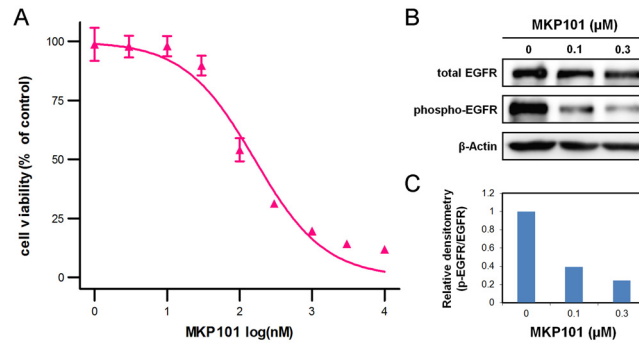 A
cell viability (% of control)
100
75
50
25
0
0 1 2 3 4
MKP101 log(nM)
B
MKP101 (μM)
0 0.1 0.3
total EGFR
phospho-EGFR
β-Actin
C
Relative densitometry
(p-EGFR/EGFR)
1.2
1
0.8
0.6
0.4
0.2
0
0 0.1 0.3
MKP101 (μM)